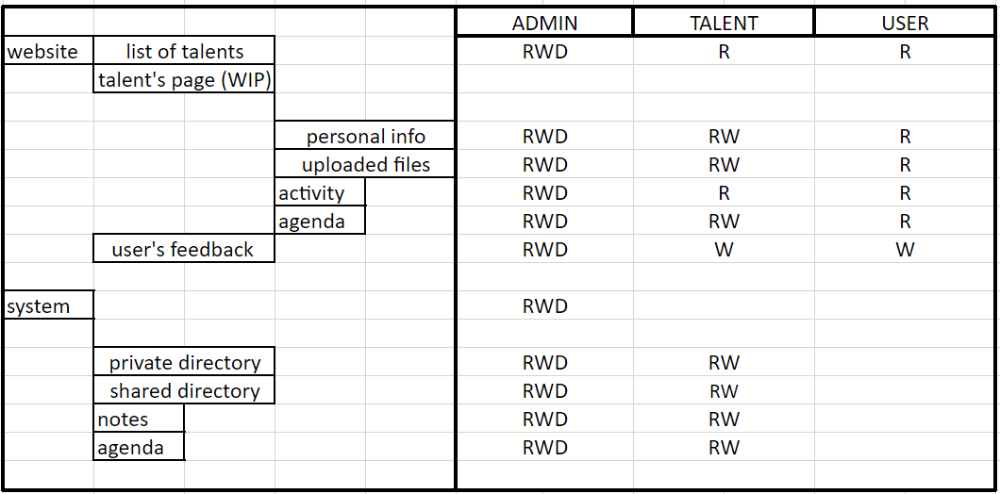 ADMIN TALENT USER
website list of talents RWD R R
talent's page (WIP)
personal info RWD RW R
uploaded files RWD RW R
activity RWD R R
agenda RWD RW R
user's feedback RWD W W
system RWD
private directory RWD RW
shared directory RWD RW
notes RWD RW
agenda RWD RW